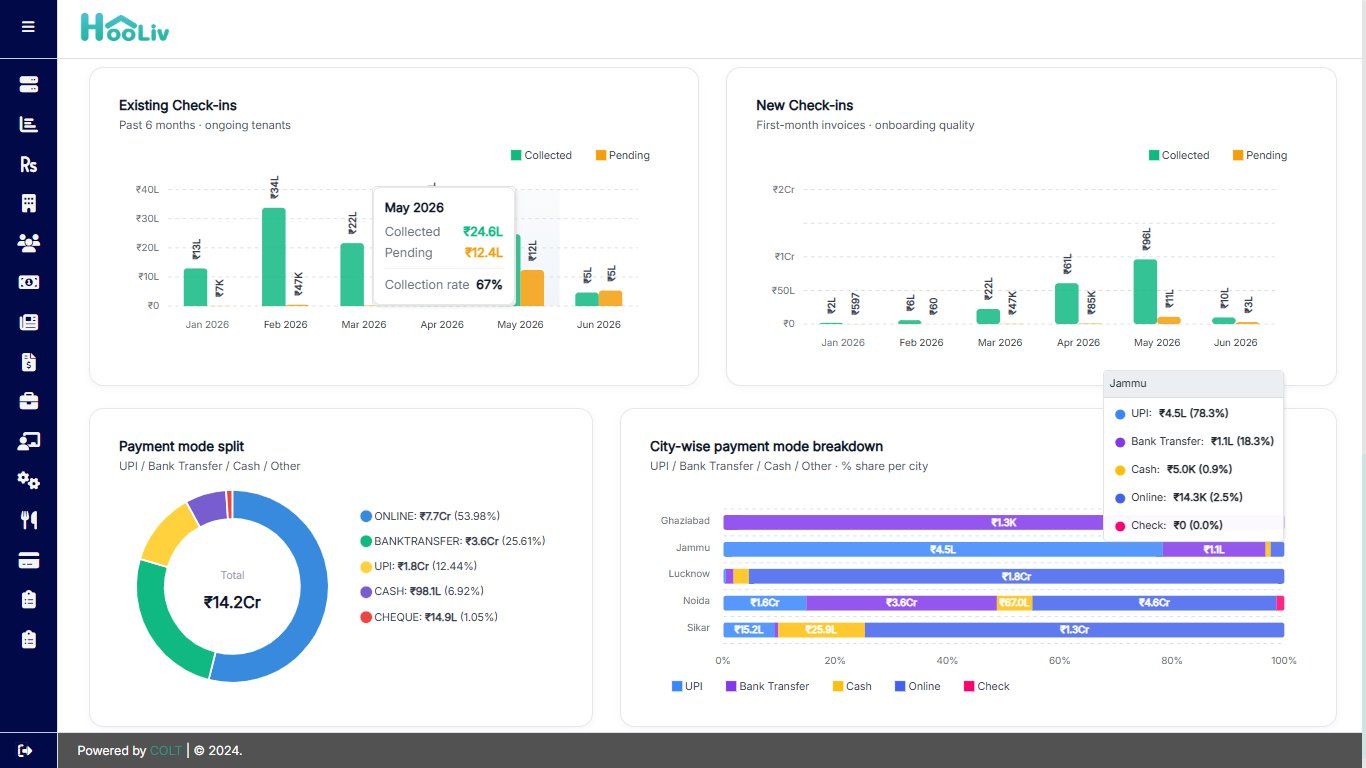 HooLiv
Existing Check-ins
Past 6 months · ongoing tenants
Collected Pending
₹40L
₹30L
₹20L
₹10L
₹0
₹13L
₹7K
₹34L
₹47K
₹22L
₹12L
₹5L
₹5L
May 2026
Collected ₹24.6L
Pending ₹12.4L
Collection rate 67%
Jan 2026 Feb 2026 Mar 2026 Apr 2026 May 2026 Jun 2026
New Check-ins
First-month invoices · onboarding quality
Collected Pending
₹2Cr
₹1Cr
₹50L
₹0
₹2L
₹597
₹6L
₹60
₹22L
₹47K
₹61L
₹85K
₹96L
₹11L
₹10L
₹3L
Jan 2026 Feb 2026 Mar 2026 Apr 2026 May 2026 Jun 2026
Payment mode split
UPI / Bank Transfer / Cash / Other
Total
₹14.2Cr
ONLINE: ₹7.7Cr (53.98%)
BANKTRANSFER: ₹3.6Cr (25.61%)
UPI: ₹1.8Cr (12.44%)
CASH: ₹98.1L (6.92%)
CHEQUE: ₹14.9L (1.05%)
City-wise payment mode breakdown
UPI / Bank Transfer / Cash / Other · % share per city
Jammu
UPI: ₹4.5L (78.3%)
Bank Transfer: ₹1.1L (18.3%)
Cash: ₹5.0K (0.9%)
Online: ₹14.3K (2.5%)
Check: ₹0 (0.0%)
Ghaziabad ₹1.3K
Jammu ₹4.5L ₹1.1L
Lucknow ₹1.8Cr
Noida ₹1.6Cr ₹3.6Cr ₹67.0L ₹4.6Cr
Sikar ₹15.2L ₹25.9L ₹1.3Cr
0% 20% 40% 60% 80% 100%
UPI Bank Transfer Cash Online Check
Rs
Powered by COLT | © 2024.